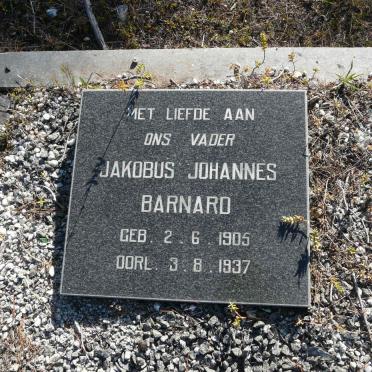 MET LIEFDE AAN
ONS VADER
JAKOBUS JOHANNES
BARNARD
GEB. 2.6.1905
OORL. 3.8.1937